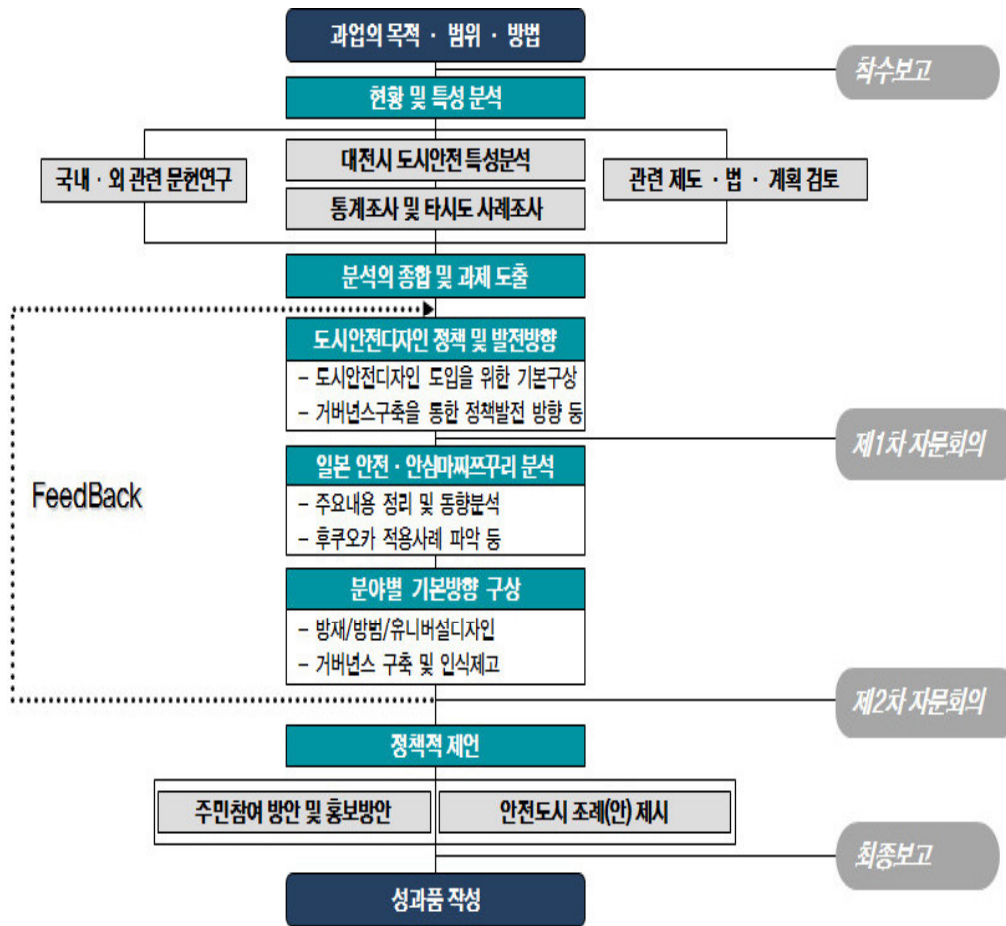 과업의 목적 · 범위 · 방법
착수보고
현황 및 특성 분석
국내 · 외 관련 문헌연구
대전시 도시안전 특성분석
통계조사 및 타시도 사례조사
관련 제도 · 법 · 계획 검토
분석의 종합 및 과제 도출
도시안전디자인 정책 및 발전방향
– 도시안전디자인 도입을 위한 기본구상
– 거버넌스구축을 통한 정책발전 방향 등
제1차 자문회의
일본 안전 · 안심마찌쯔꾸리 분석
– 주요내용 정리 및 동향분석
– 후쿠오카 적용사례 파악 등
FeedBack
분야별 기본방향 구상
– 방재/방범/유니버설디자인
– 거버넌스 구축 및 인식제고
제2차 자문회의
정책적 제언
주민참여 방안 및 홍보방안
안전도시 조례(안) 제시
최종보고
성과품 작성